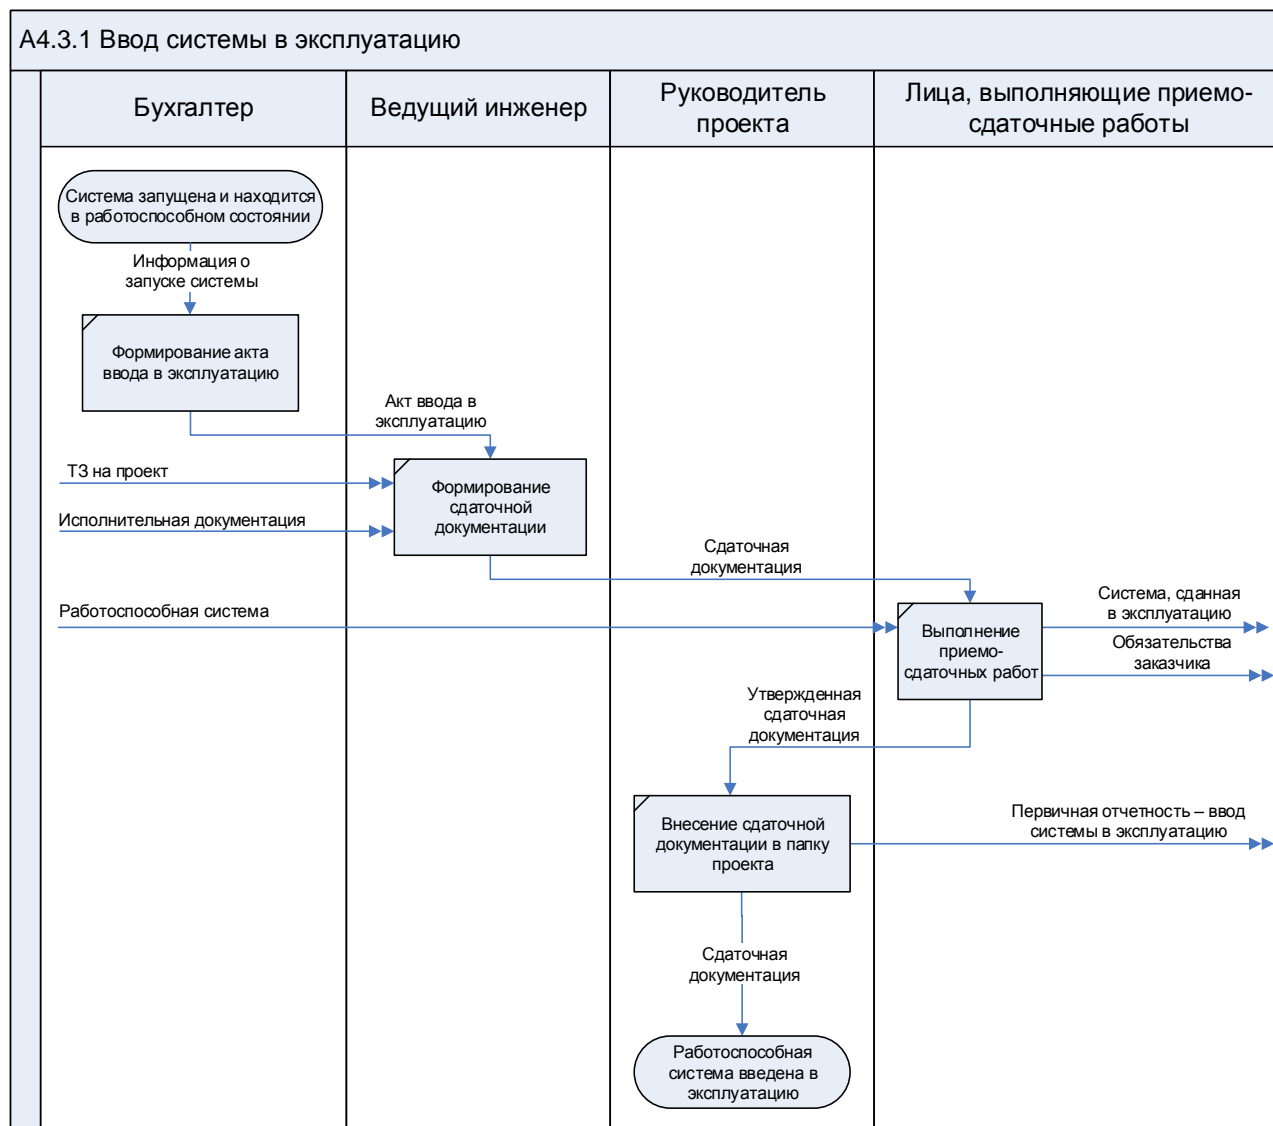 А4.3.1 Ввод системы в эксплуатацию
Бухгалтер
Ведущий инженер
Руководитель
проекта
Лица, выполняющие приемо-
сдаточные работы
Система запущена и находится
в работоспособном состоянии
Информация о
запуске системы
Формирование акта
ввода в эксплуатацию
Акт ввода в
эксплуатацию
ТЗ на проект
Исполнительная документация
Формирование
сдаточной
документации
Сдаточная
документация
Работоспособная система
Выполнение
приемо-
сдаточных работ
Система, сданная
в эксплуатацию
Обязательства
заказчика
Утвержденная
сдаточная
документация
Внесение сдаточной
документации в папку
проекта
Первичная отчетность – ввод
системы в эксплуатацию
Сдаточная
документация
Работоспособная
система введена в
эксплуатацию